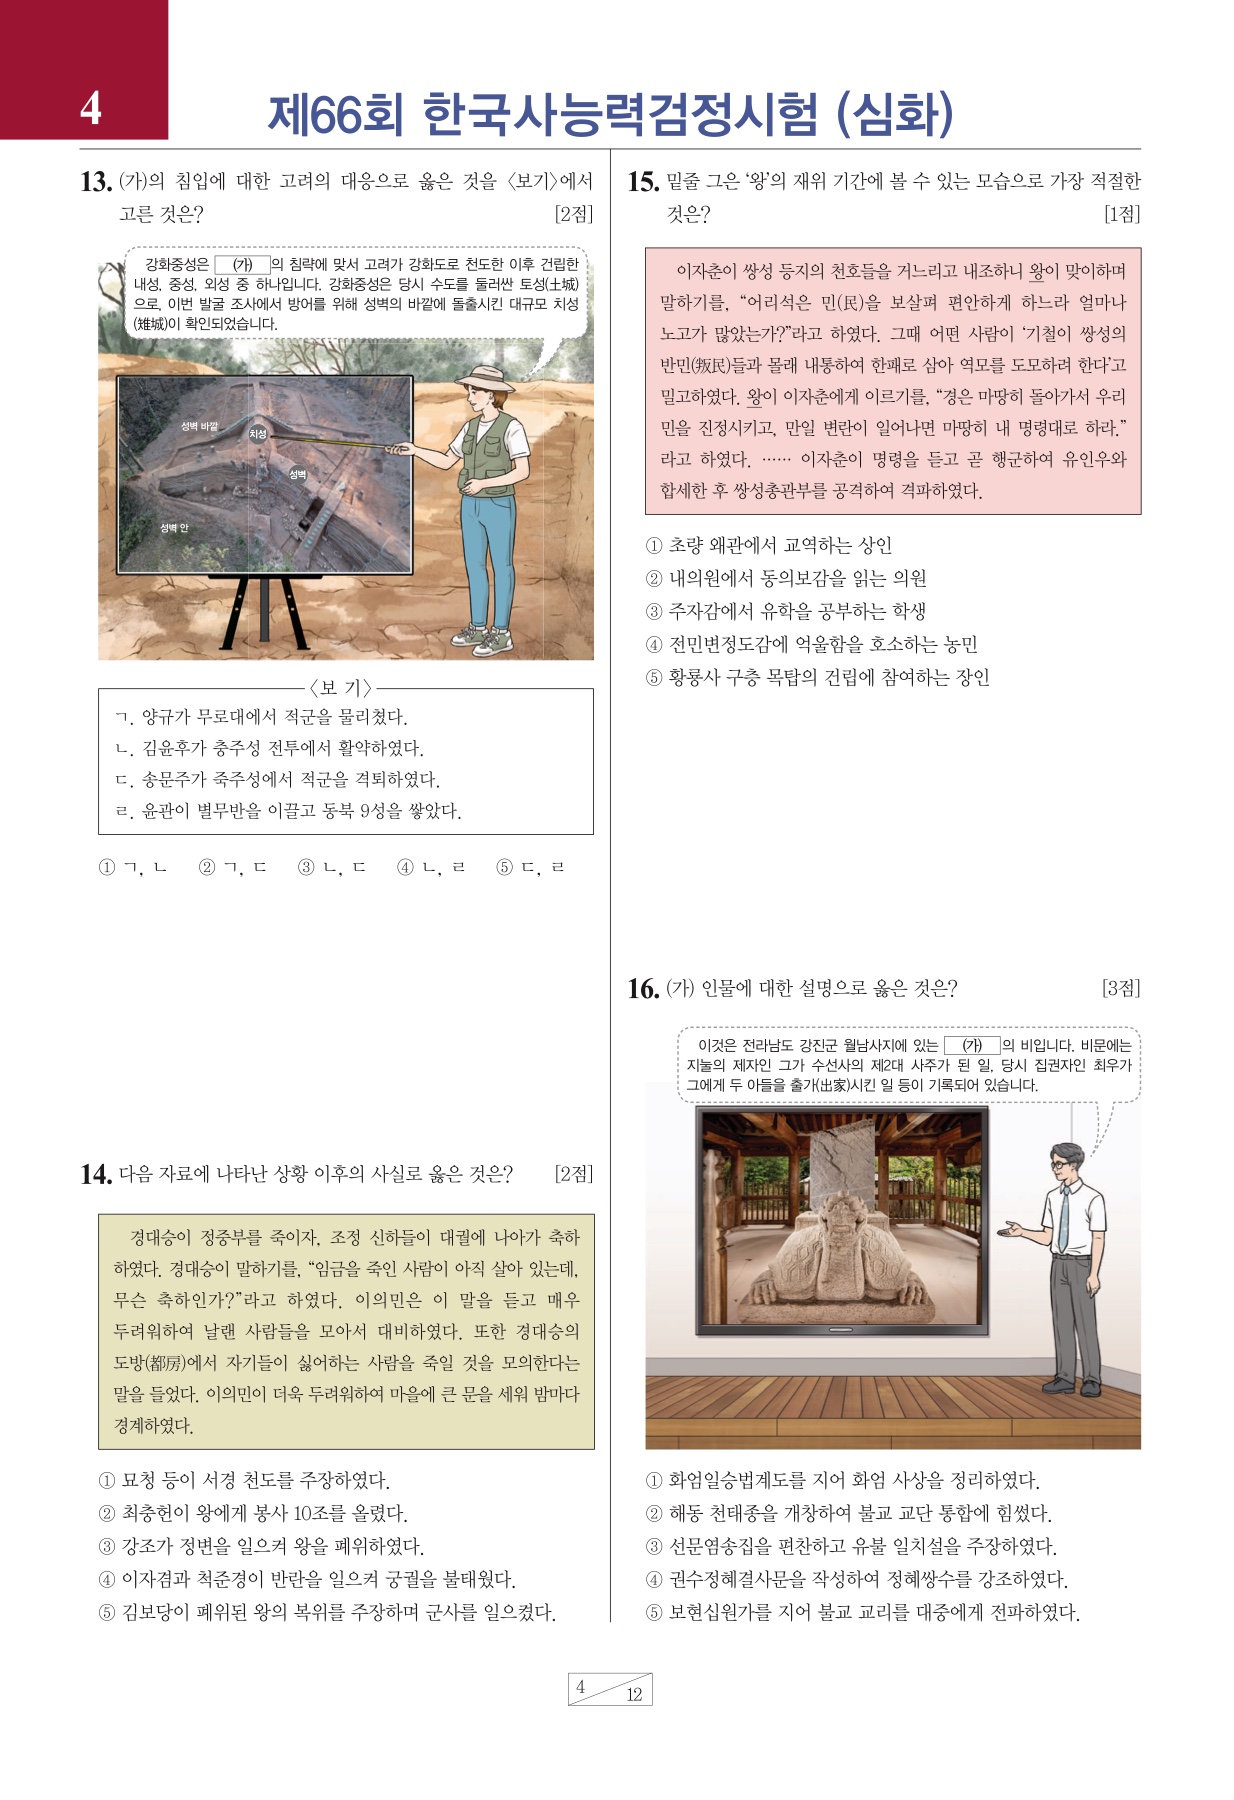 4
제66회 한국사능력검정시험 (심화)
13. (가)의 침입에 대한 고려의 대응으로 옳은 것을 〈보기〉에서
고른 것은? [2점]
강화중성은 (가) 의 침략에 맞서 고려가 강화도로 천도한 이후 건립한
내성, 중성, 외성 중 하나입니다. 강화중성은 당시 수도를 둘러싼 토성(土城)
으로, 이번 발굴 조사에서 방어를 위해 성벽의 바깥에 돌출시킨 대규모 치성
(雉城)이 확인되었습니다.
성벽 바깥
치성
성벽
성벽 안
〈보 기〉
ㄱ. 양규가 무로대에서 적군을 물리쳤다.
ㄴ. 김윤후가 충주성 전투에서 활약하였다.
ㄷ. 송문주가 죽주성에서 적군을 격퇴하였다.
ㄹ. 윤관이 별무반을 이끌고 동북 9성을 쌓았다.
① ㄱ, ㄴ ② ㄱ, ㄷ ③ ㄴ, ㄷ ④ ㄴ, ㄹ ⑤ ㄷ, ㄹ
14. 다음 자료에 나타난 상황 이후의 사실로 옳은 것은? [2점]
경대승이 정중부를 죽이자, 조정 신하들이 대궐에 나아가 축하
하였다. 경대승이 말하기를, “임금을 죽인 사람이 아직 살아 있는데,
무슨 축하인가?”라고 하였다. 이의민은 이 말을 듣고 매우
두려워하여 날랜 사람들을 모아서 대비하였다. 또한 경대승의
도방(都房)에서 자기들이 싫어하는 사람을 죽일 것을 모의한다는
말을 들었다. 이의민이 더욱 두려워하여 마을에 큰 문을 세워 밤마다
경계하였다.
① 묘청 등이 서경 천도를 주장하였다.
② 최충헌이 왕에게 봉사 10조를 올렸다.
③ 강조가 정변을 일으켜 왕을 폐위하였다.
④ 이자겸과 척준경이 반란을 일으켜 궁궐을 불태웠다.
⑤ 김보당이 폐위된 왕의 복위를 주장하며 군사를 일으켰다.
15. 밑줄 그은 ‘왕’의 재위 기간에 볼 수 있는 모습으로 가장 적절한
것은? [1점]
이자춘이 쌍성 등지의 천호들을 거느리고 내조하니 왕이 맞이하며
말하기를, “어리석은 민(民)을 보살펴 편안하게 하느라 얼마나
노고가 많았는가?”라고 하였다. 그때 어떤 사람이 ‘기철이 쌍성의
반민(叛民)들과 몰래 내통하여 한패로 삼아 역모를 도모하려 한다’고
밀고하였다. 왕이 이자춘에게 이르기를, “경은 마땅히 돌아가서 우리
민을 진정시키고, 만일 변란이 일어나면 마땅히 내 명령대로 하라.”
라고 하였다. …… 이자춘이 명령을 듣고 곧 행군하여 유인우와
합세한 후 쌍성총관부를 공격하여 격파하였다.
① 초량 왜관에서 교역하는 상인
② 내의원에서 동의보감을 읽는 의원
③ 주자감에서 유학을 공부하는 학생
④ 전민변정도감에 억울함을 호소하는 농민
⑤ 황룡사 구층 목탑의 건립에 참여하는 장인
16. (가) 인물에 대한 설명으로 옳은 것은? [3점]
이것은 전라남도 강진군 월남사지에 있는 (가) 의 비입니다. 비문에는
지눌의 제자인 그가 수선사의 제2대 사주가 된 일, 당시 집권자인 최우가
그에게 두 아들을 출가(出家)시킨 일 등이 기록되어 있습니다.
① 화엄일승법계도를 지어 화엄 사상을 정리하였다.
② 해동 천태종을 개창하여 불교 교단 통합에 힘썼다.
③ 선문염송집을 편찬하고 유불 일치설을 주장하였다.
④ 권수정혜결사문을 작성하여 정혜쌍수를 강조하였다.
⑤ 보현십원가를 지어 불교 교리를 대중에게 전파하였다.
4
12